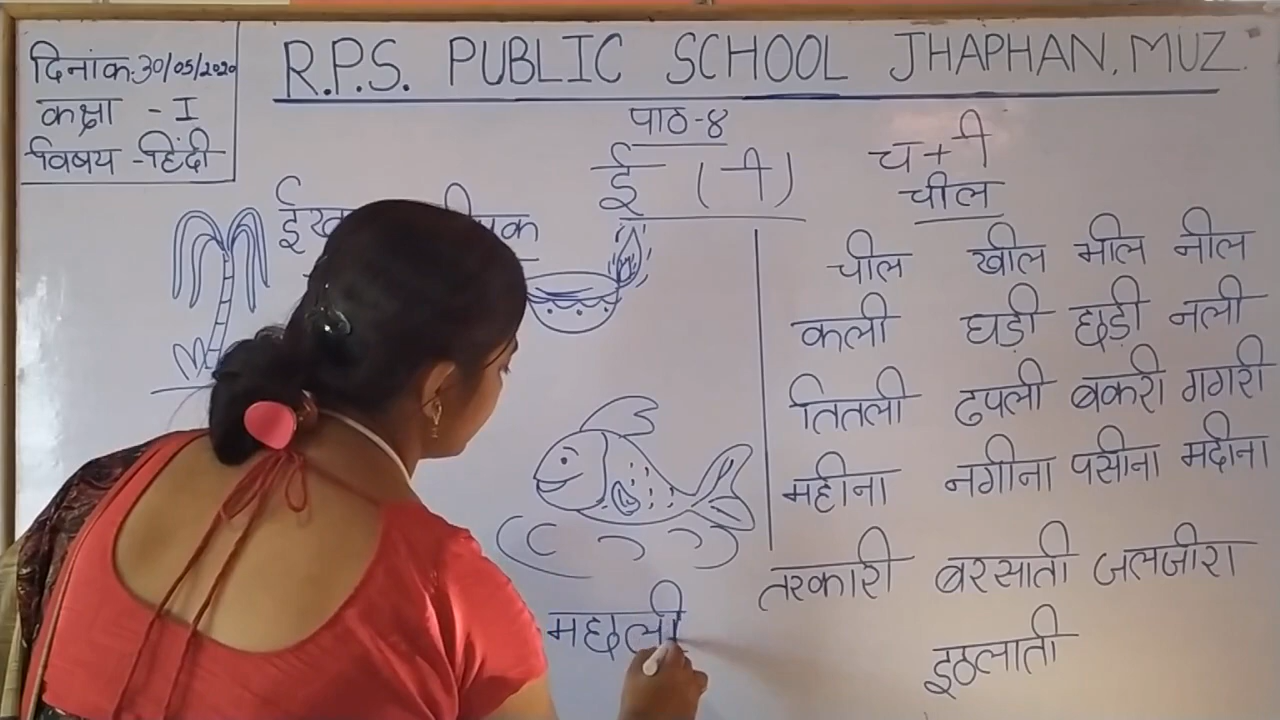 R.P.S. PUBLIC SCHOOL JHAPHAN, MUZ.
दिनांक:30/05/2020
कक्षा - I
विषय - हिंदी
पाठ-४
ई ( ी )
च + ी
चील
चील खील भील नील
कली घड़ी छड़ी नली
तितली ढपली बकरी गगरी
महीना नगीना पसीना मदीना
तरकारी बरसाती जलजीरा
इठलाती
मछली